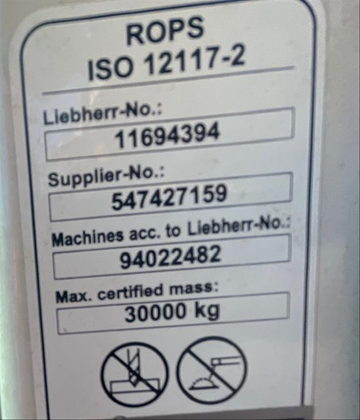 ROPS
ISO 12117-2
Liebherr-No.:
11694394
Supplier-No.:
547427159
Machines acc. to Liebherr-No.:
94022482
Max. certified mass:
30000 kg